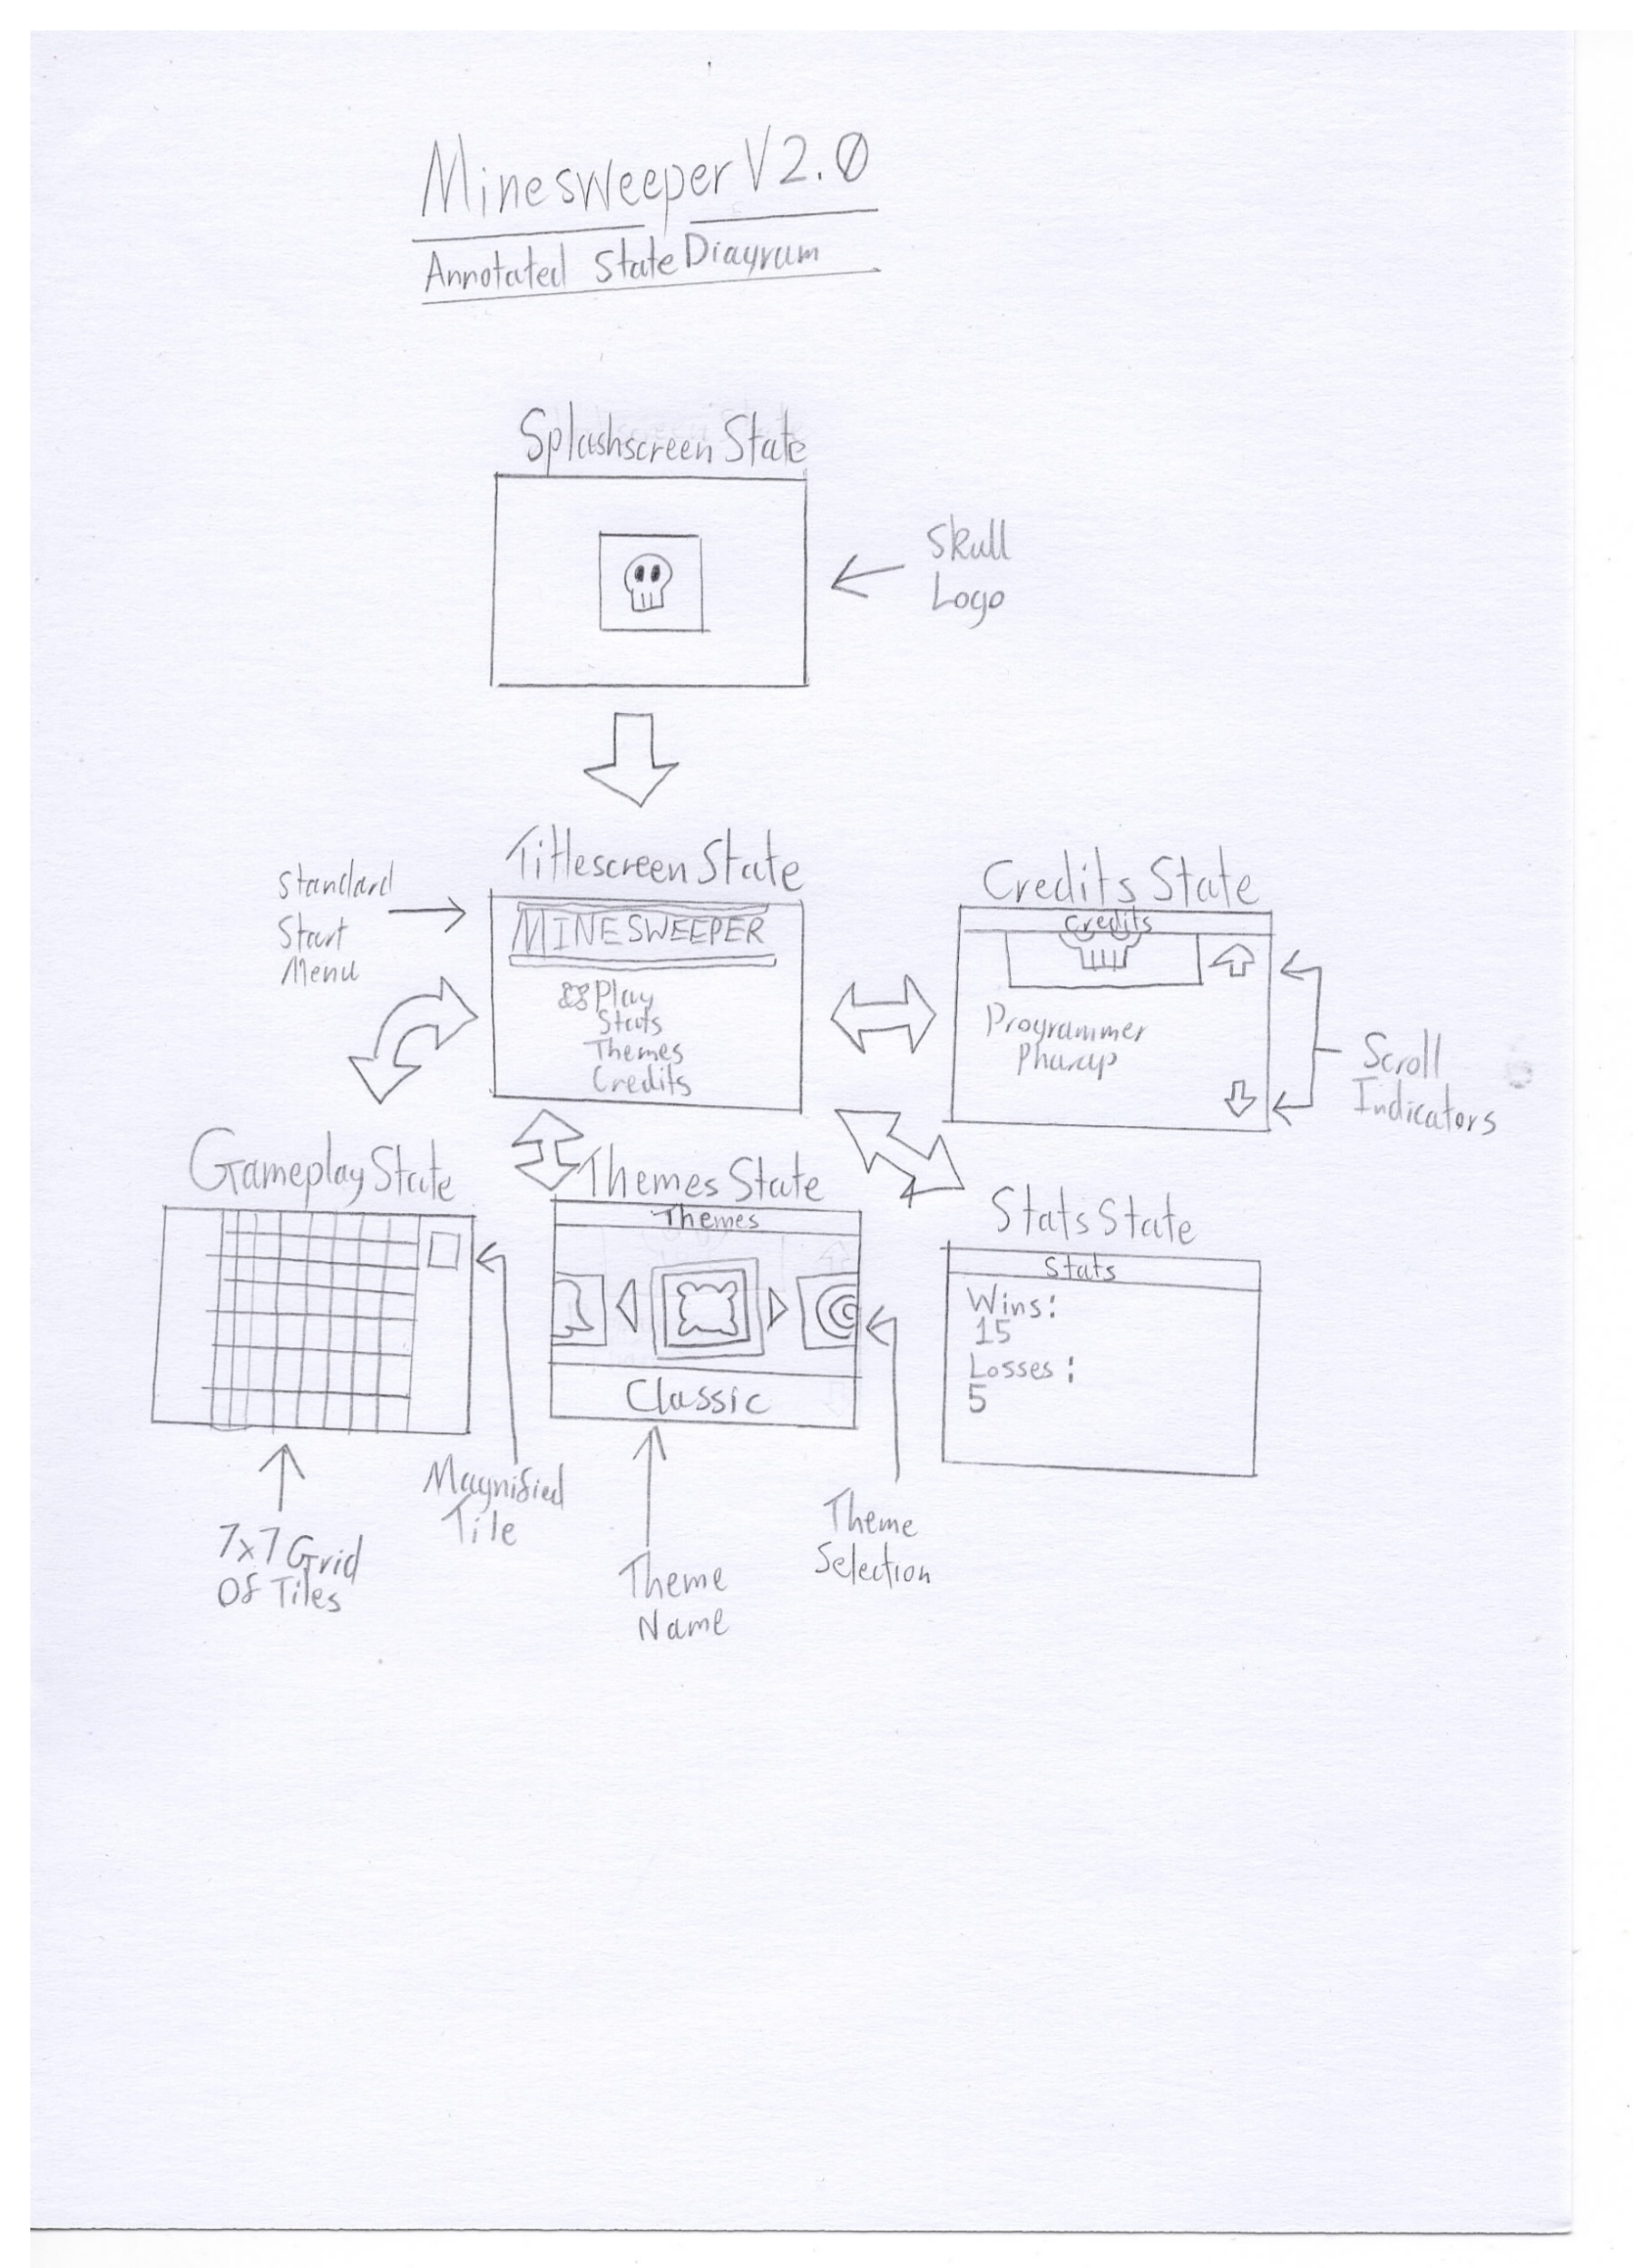 Minesweeper V2.0
Annotated State Diagram
Splashscreen State
Skull
Logo
Titlescreen State
Standard
Start
Menu
MINESWEEPER
Play
Stats
Themes
Credits
Credits State
Credits
Programmer
Pharap
Scroll
Indicators
Gameplay State
Magnified
Tile
7x7 Grid
Of Tiles
Themes State
Themes
Classic
Theme
Name
Theme
Selection
Stats State
Stats
Wins:
15
Losses:
5